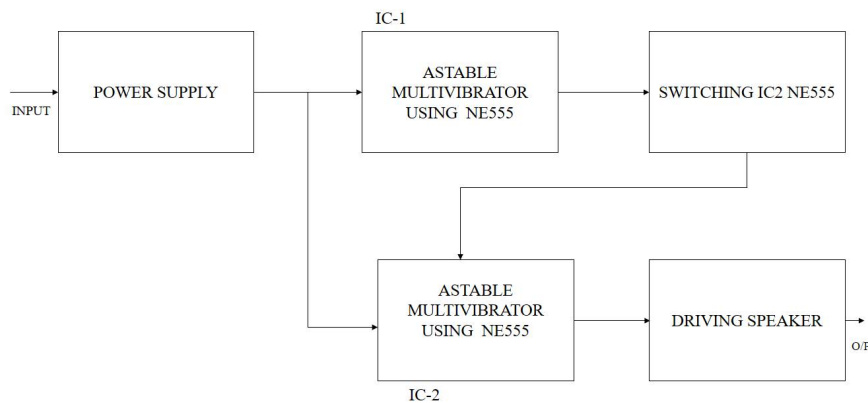 IC-1
INPUT
POWER SUPPLY
ASTABLE
MULTIVIBRATOR
USING NE555
SWITCHING IC2 NE555
ASTABLE
MULTIVIBRATOR
USING NE555
IC-2
DRIVING SPEAKER
O/P